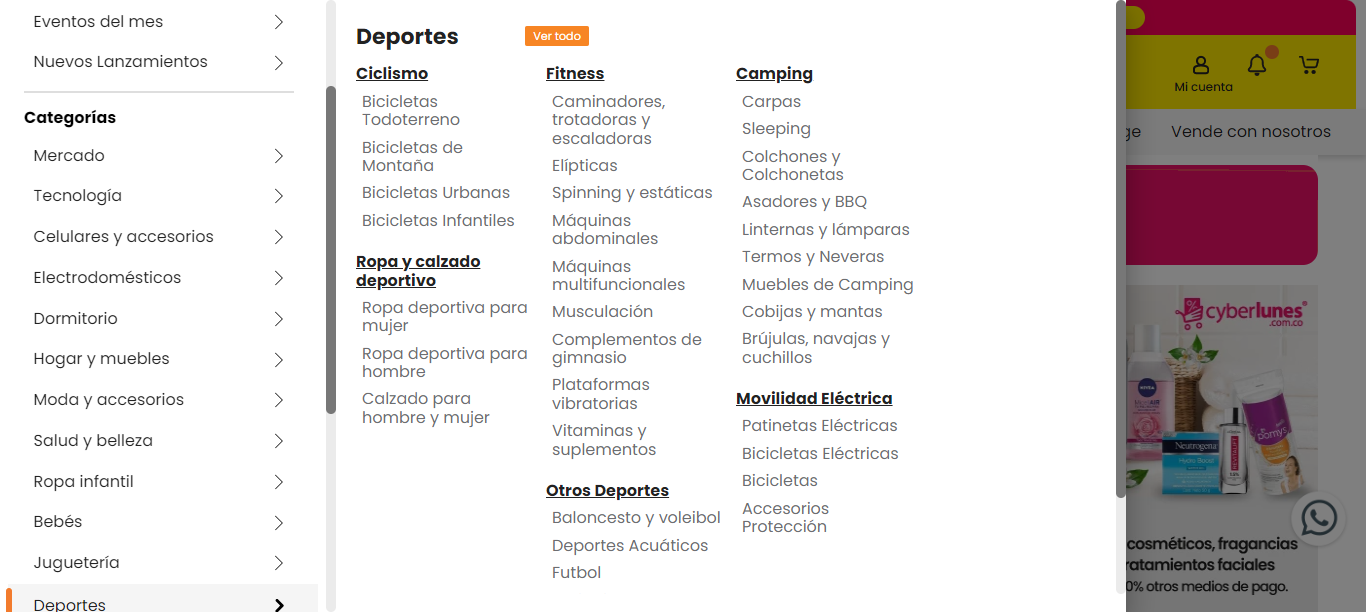 Eventos del mes
Nuevos Lanzamientos
Categorías
Mercado
Tecnología
Celulares y accesorios
Electrodomésticos
Dormitorio
Hogar y muebles
Moda y accesorios
Salud y belleza
Ropa infantil
Bebés
Juguetería
Deportes
Deportes
Ver todo
Ciclismo
Bicicletas
Todoterreno
Bicicletas de
Montaña
Bicicletas Urbanas
Bicicletas Infantiles
Ropa y calzado
deportivo
Ropa deportiva para
mujer
Ropa deportiva para
hombre
Calzado para
hombre y mujer
Fitness
Caminadores,
trotadoras y
escaladoras
Elípticas
Spinning y estáticas
Máquinas
abdominales
Máquinas
multifuncionales
Musculación
Complementos de
gimnasio
Plataformas
vibratorias
Vitaminas y
suplementos
Otros Deportes
Baloncesto y voleibol
Deportes Acuáticos
Futbol
Camping
Carpas
Sleeping
Colchones y
Colchonetas
Asadores y BBQ
Linternas y lámparas
Termos y Neveras
Muebles de Camping
Cobijas y mantas
Brújulas, navajas y
cuchillos
Movilidad Eléctrica
Patinetas Eléctricas
Bicicletas Eléctricas
Bicicletas
Accesorios
Protección
Mi cuenta
ge
Vende con nosotros
cyberlunes
.com.co
NIVEA
Neutrogena
Hydro Boost
REVITALIFT
pomys
cosméticos, fragancias
ratamientos faciales
0% otros medios de pago.